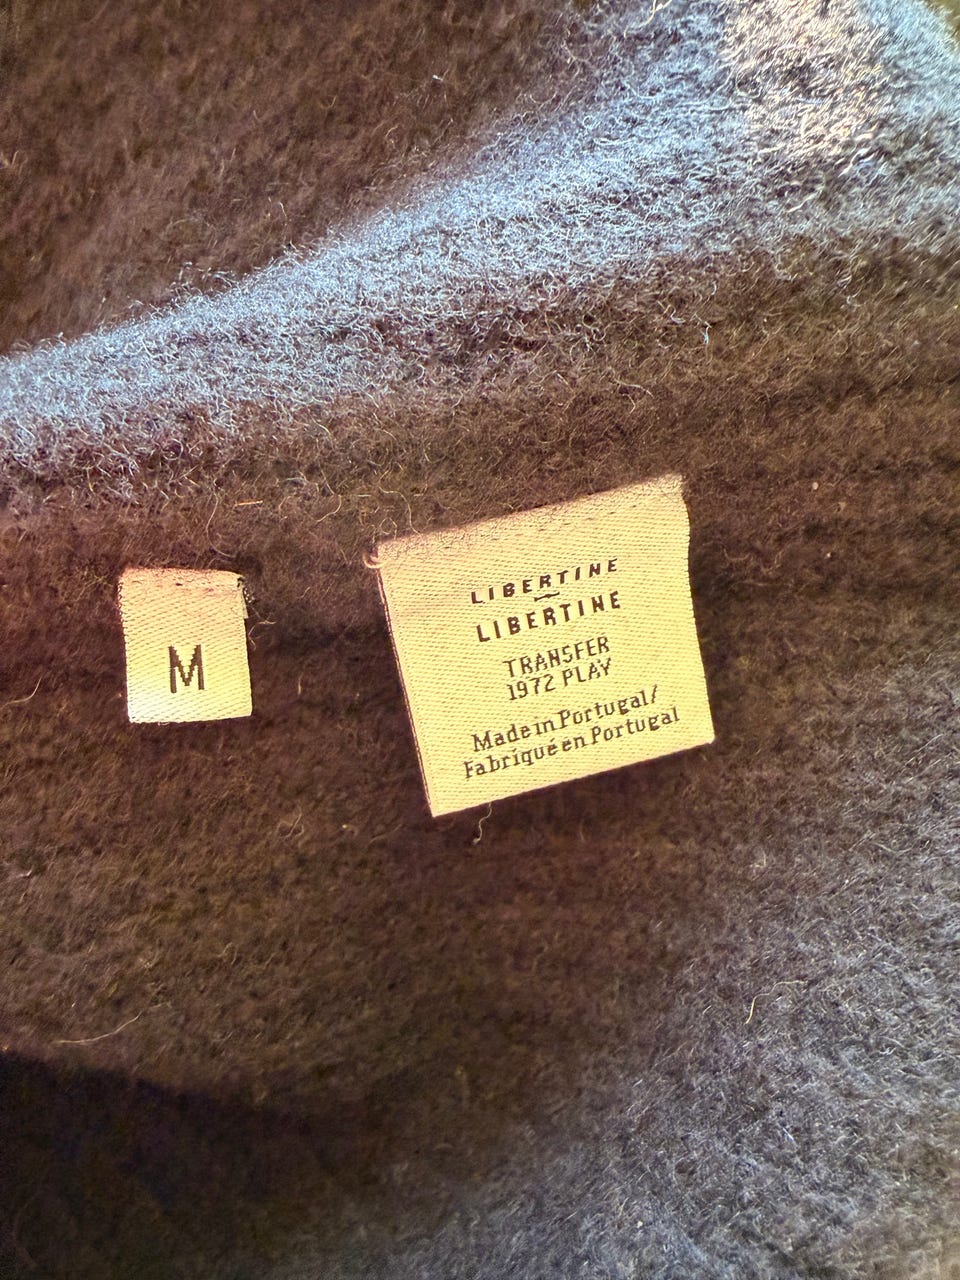 M
LIBERTINE
LIBERTINE
TRANSFER
1972 PLAY
Made in Portugal/
Fabriqué en Portugal